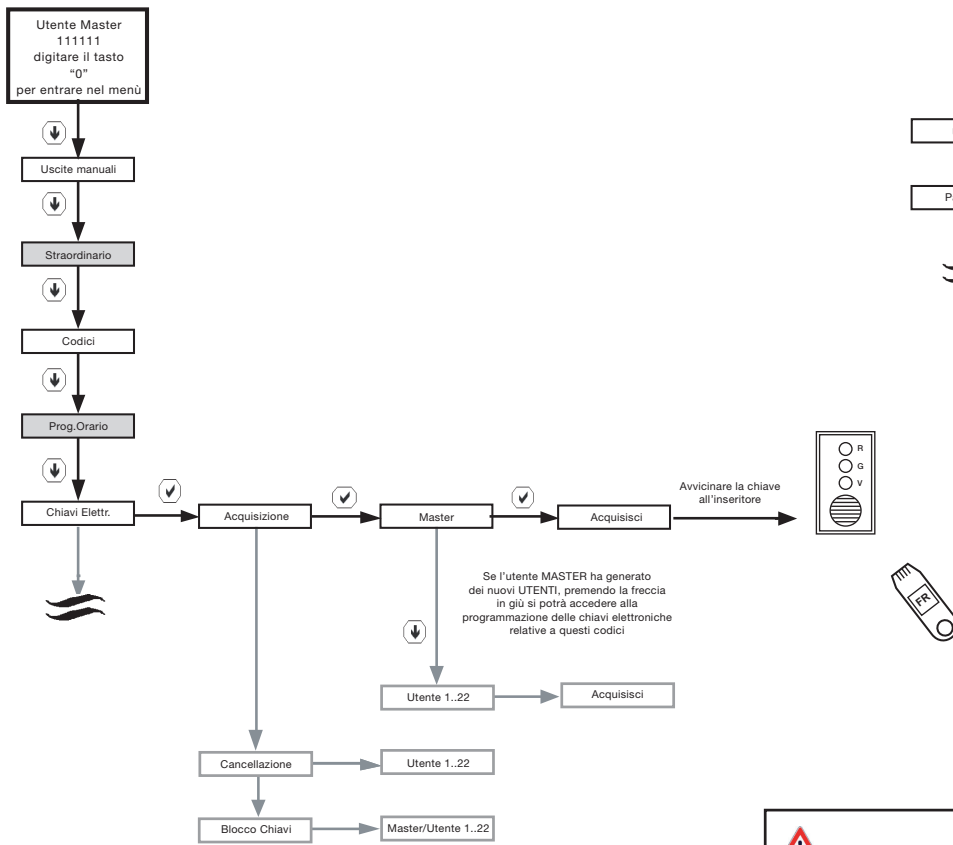 Utente Master
111111
digitare il tasto
“0”
per entrare nel menù
Uscite manuali
Straordinario
Codici
Prog.Orario
Chiavi Elettr.
Acquisizione
Master
Acquisisci
Avvicinare la chiave
all'inseritore
R
G
V
FR
Se l'utente MASTER ha generato
dei nuovi UTENTI, premendo la freccia
in giù si potrà accedere alla
programmazione delle chiavi elettroniche
relative a questi codici
Utente 1..22
Acquisisci
Cancellazione
Utente 1..22
Blocco Chiavi
Master/Utente 1..22